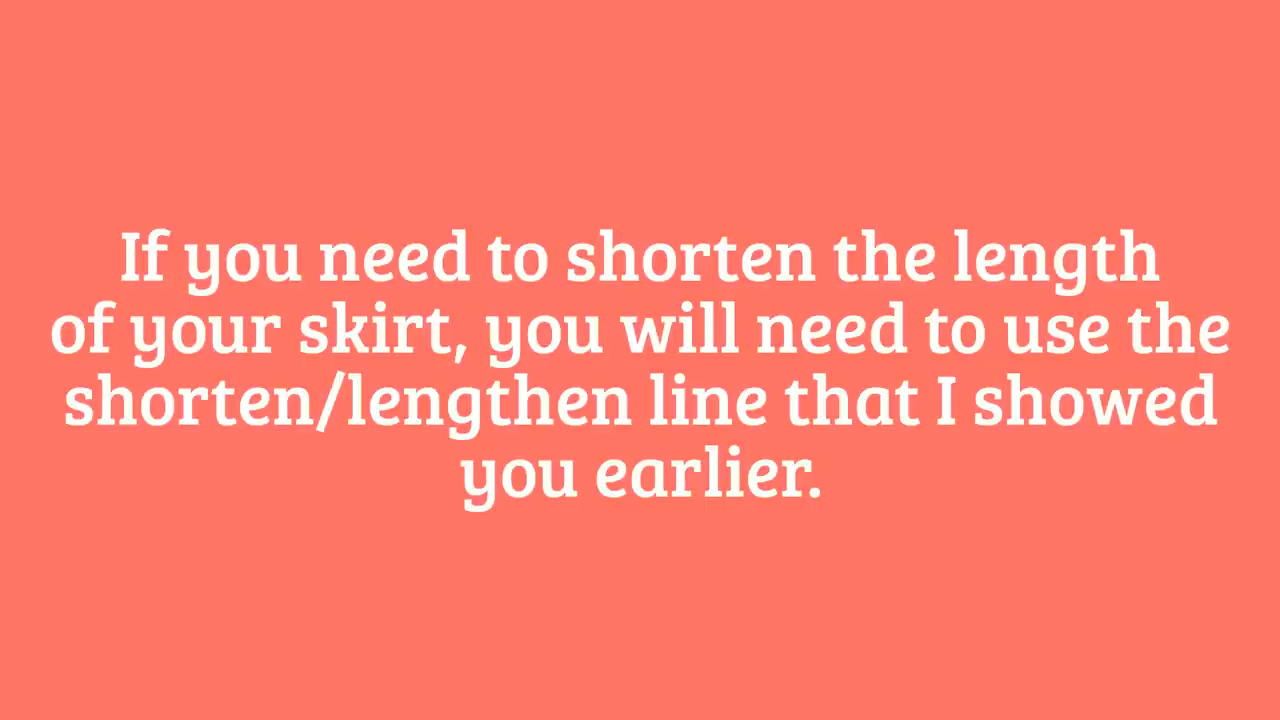 If you need to shorten the length
of your skirt, you will need to use the
shorten/lengthen line that I showed
you earlier.